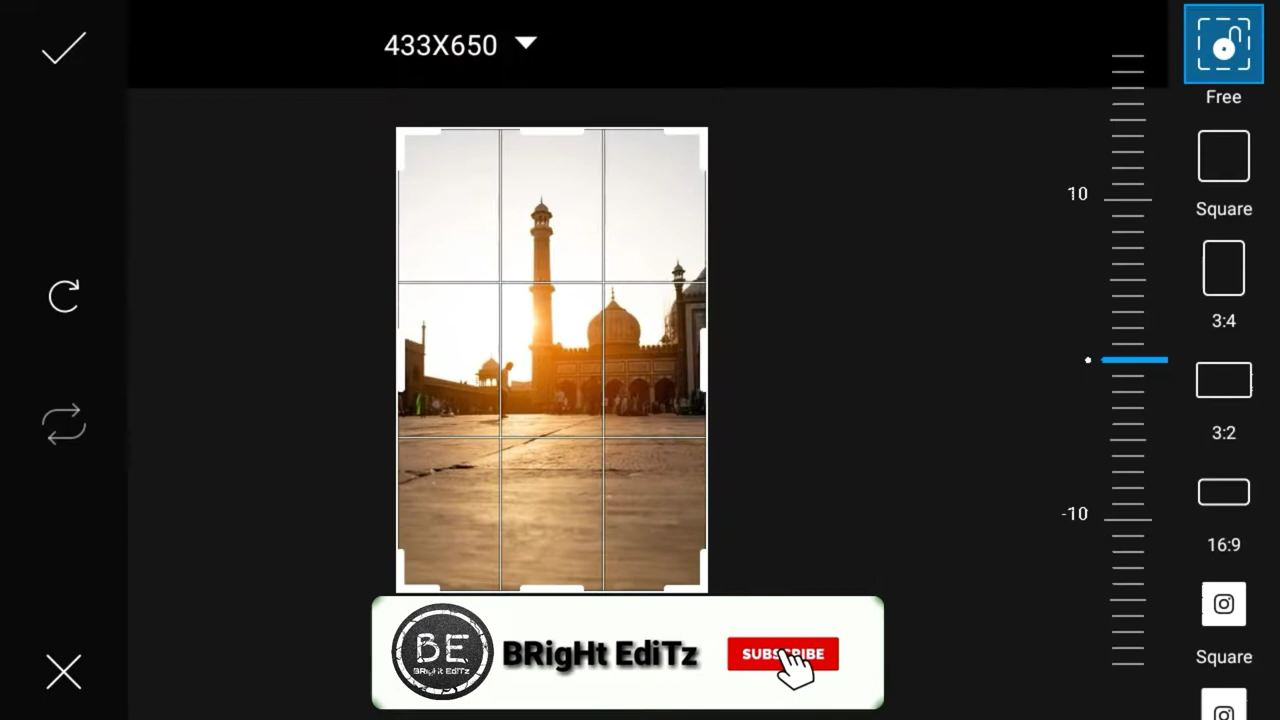 433X650
Free
10
Square
3:4
3:2
-10
16:9
BE
BRigHt EdiTz
BRigHt EdiTz
SUBSCRIBE
Square